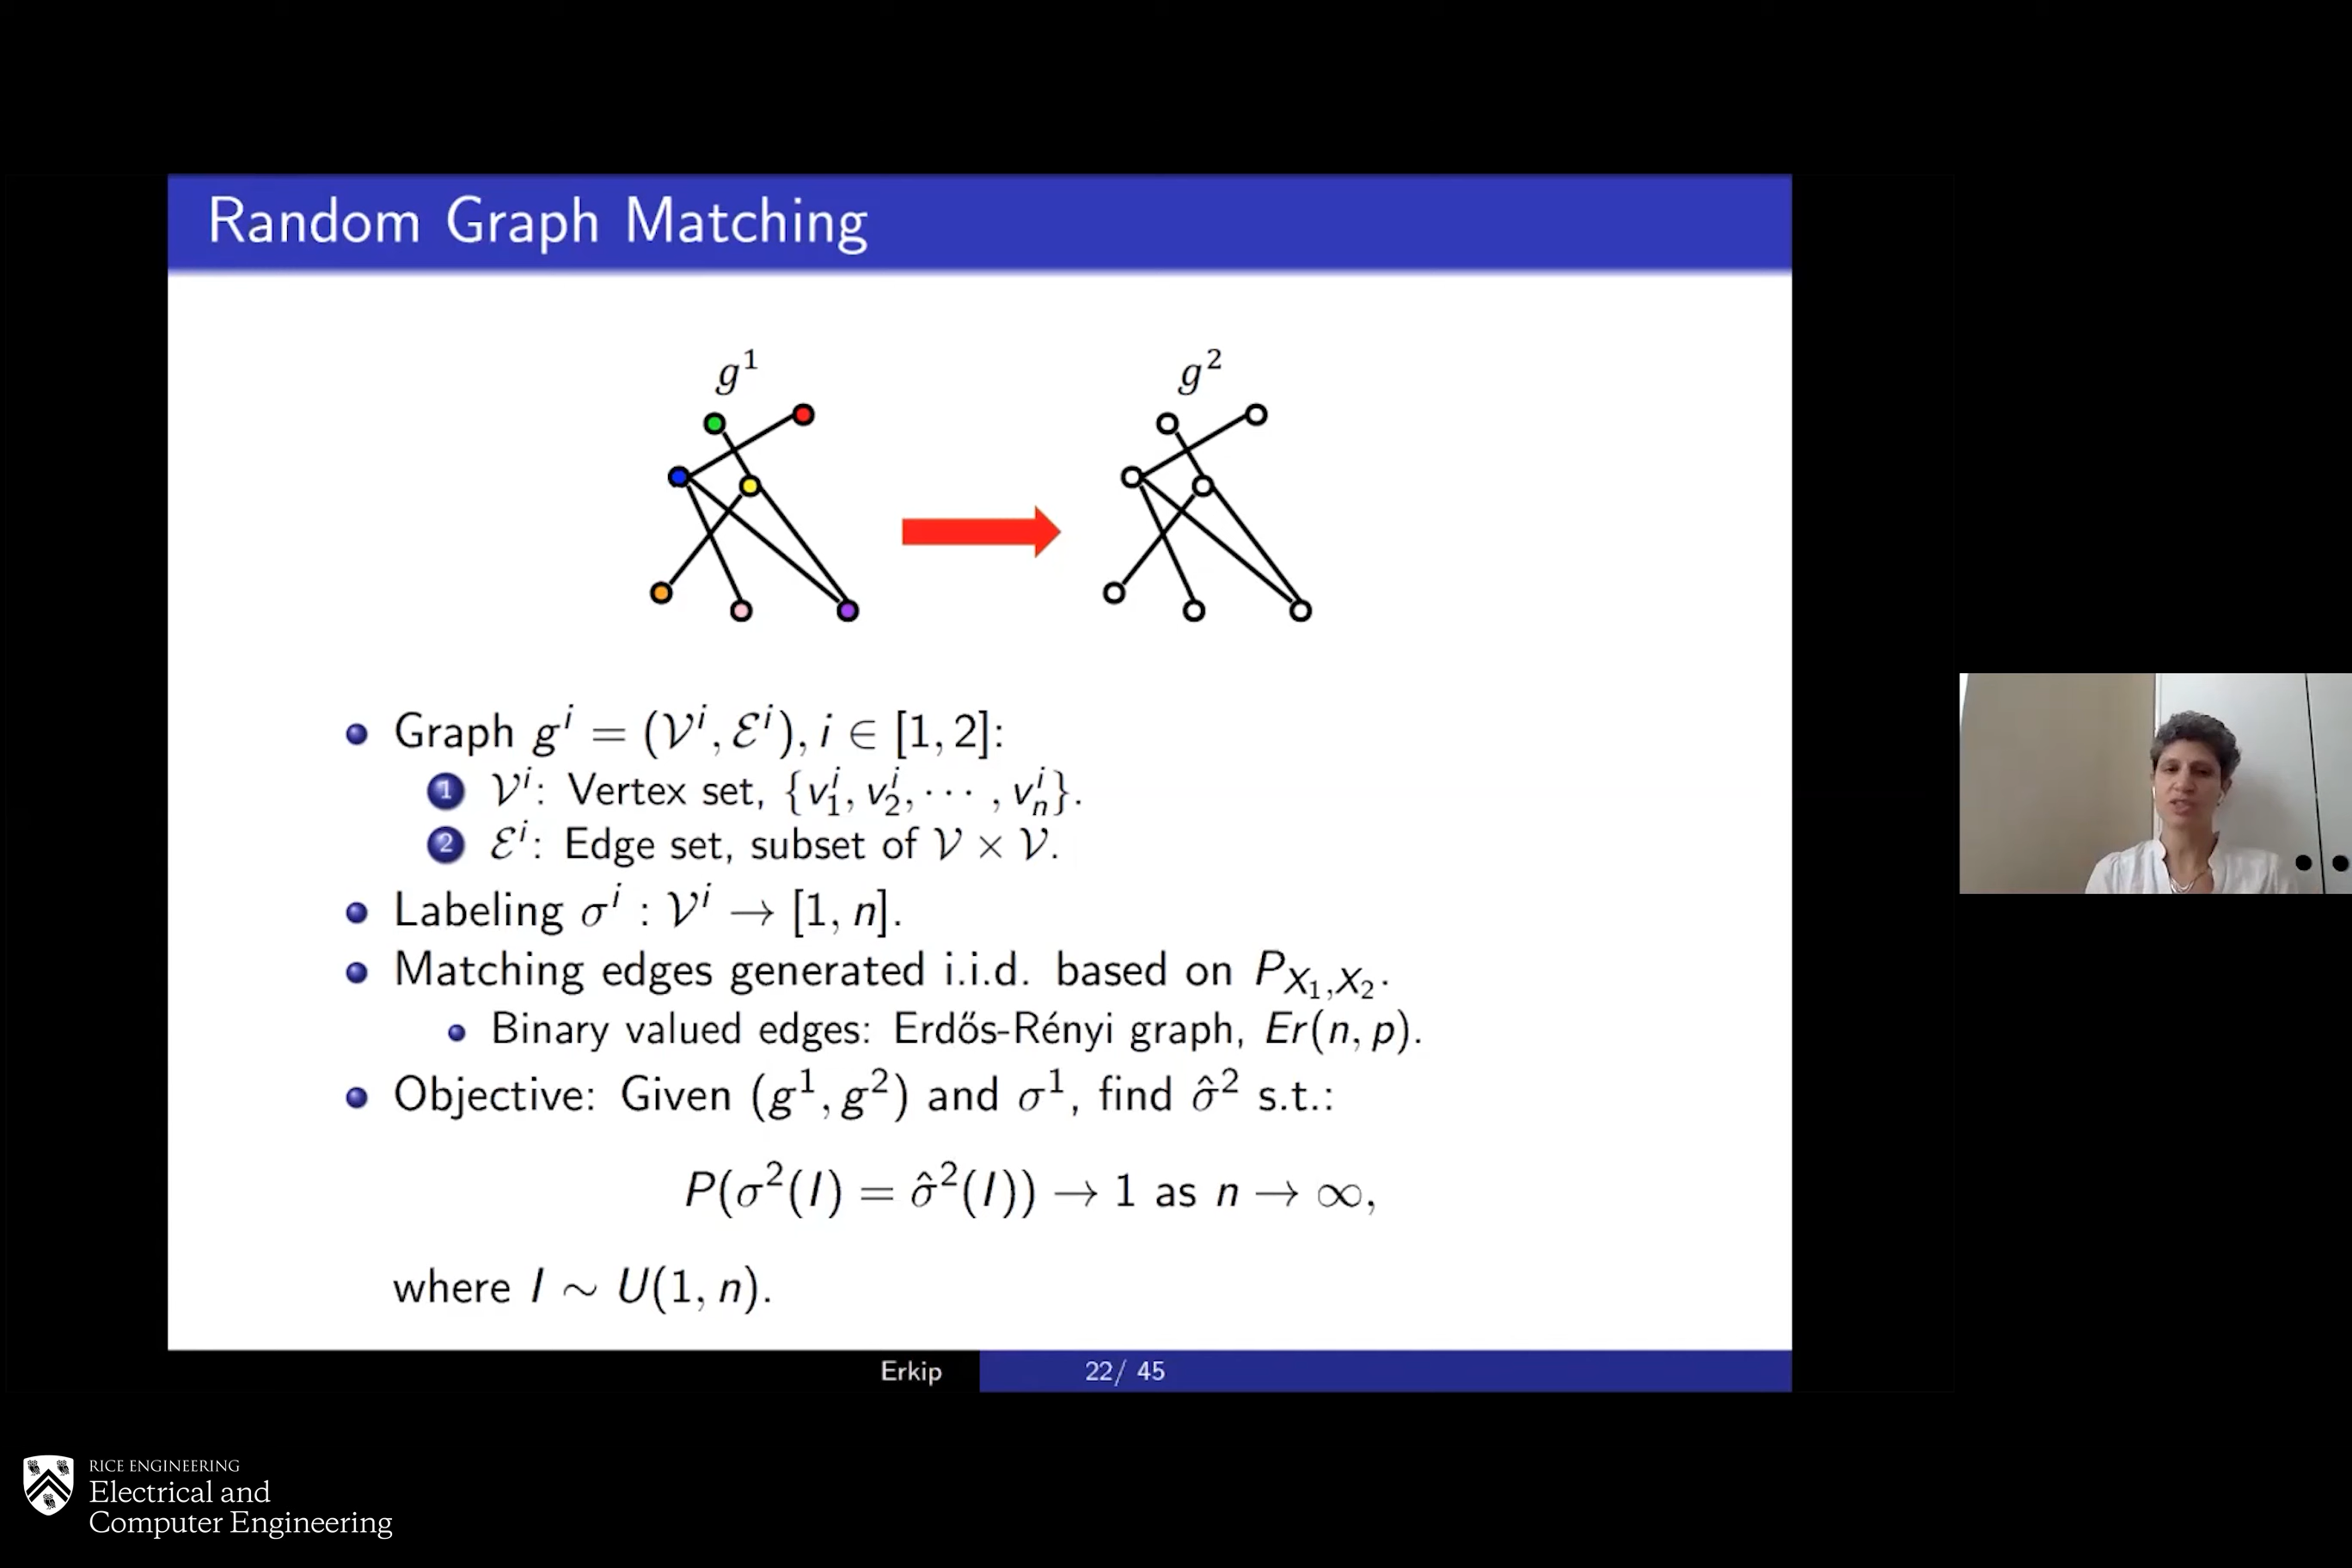 Random Graph Matching
g¹ g²
Graph gⁱ = (𝒱ⁱ, ℰⁱ), i ∈ [1, 2]:
1 𝒱ⁱ: Vertex set, {v₁ⁱ, v₂ⁱ, ⋯ , vₙⁱ}.
2 ℰⁱ: Edge set, subset of 𝒱 × 𝒱.
Labeling σⁱ : 𝒱ⁱ → [1, n].
Matching edges generated i.i.d. based on P_{X₁,X₂}.
Binary valued edges: Erdős-Rényi graph, Er(n, p).
Objective: Given (g¹, g²) and σ¹, find σ̂² s.t.:
P(σ²(I) = σ̂²(I)) → 1 as n → ∞,
where I ∼ U(1, n).
Erkip 22/ 45
RICE ENGINEERING
Electrical and
Computer Engineering